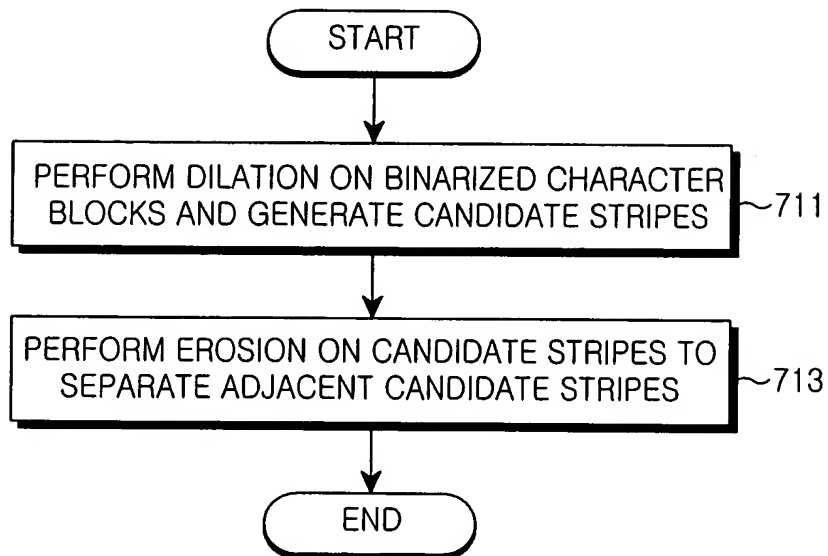 START
PERFORM DILATION ON BINARIZED CHARACTER
BLOCKS AND GENERATE CANDIDATE STRIPES
711
PERFORM EROSION ON CANDIDATE STRIPES TO
SEPARATE ADJACENT CANDIDATE STRIPES
713
END